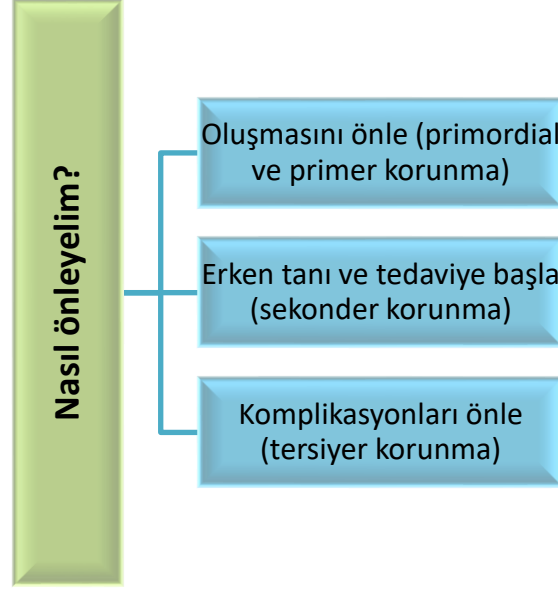 Nasıl önleyelim?
Oluşmasını önle (primordial
ve primer korunma)
Erken tanı ve tedaviye başla
(sekonder korunma)
Komplikasyonları önle
(tersiyer korunma)